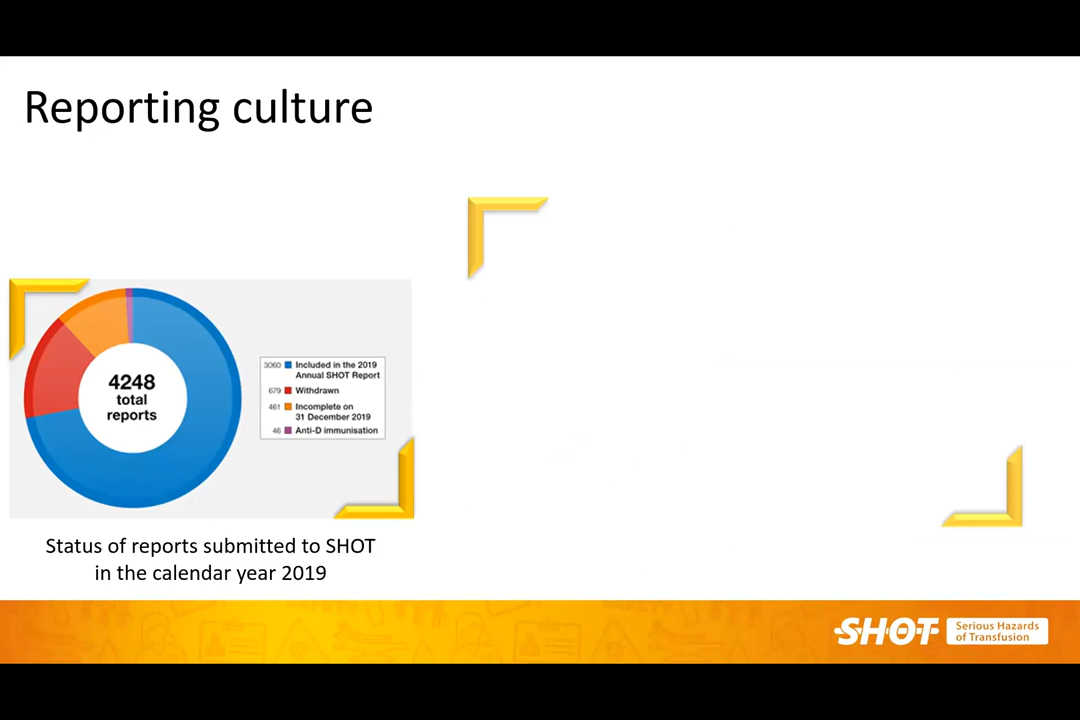 Reporting culture
4248
total
reports
3060 Included in the 2019
Annual SHOT Report
679 Withdrawn
461 Incomplete on
31 December 2019
46 Anti-D immunisation
Status of reports submitted to SHOT
in the calendar year 2019
SHOT
Serious Hazards
of Transfusion